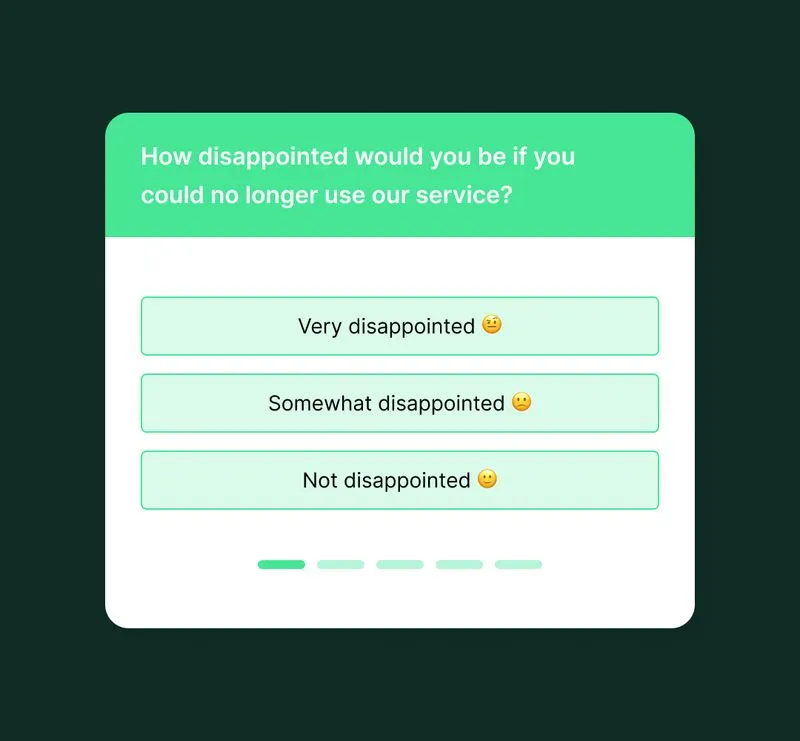 How disappointed would you be if you
could no longer use our service?
Very disappointed 🤨
Somewhat disappointed 🙁
Not disappointed 🙂